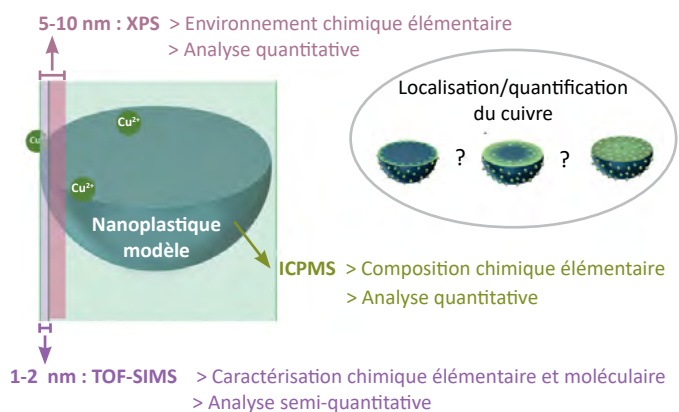 5-10 nm : XPS > Environnement chimique élémentaire
> Analyse quantitative
Localisation/quantification
du cuivre
Cu²⁺
Cu
? ?
Cu²⁺
Nanoplastique
modèle
ICPMS > Composition chimique élémentaire
> Analyse quantitative
1-2 nm : TOF-SIMS > Caractérisation chimique élémentaire et moléculaire
> Analyse semi-quantitative